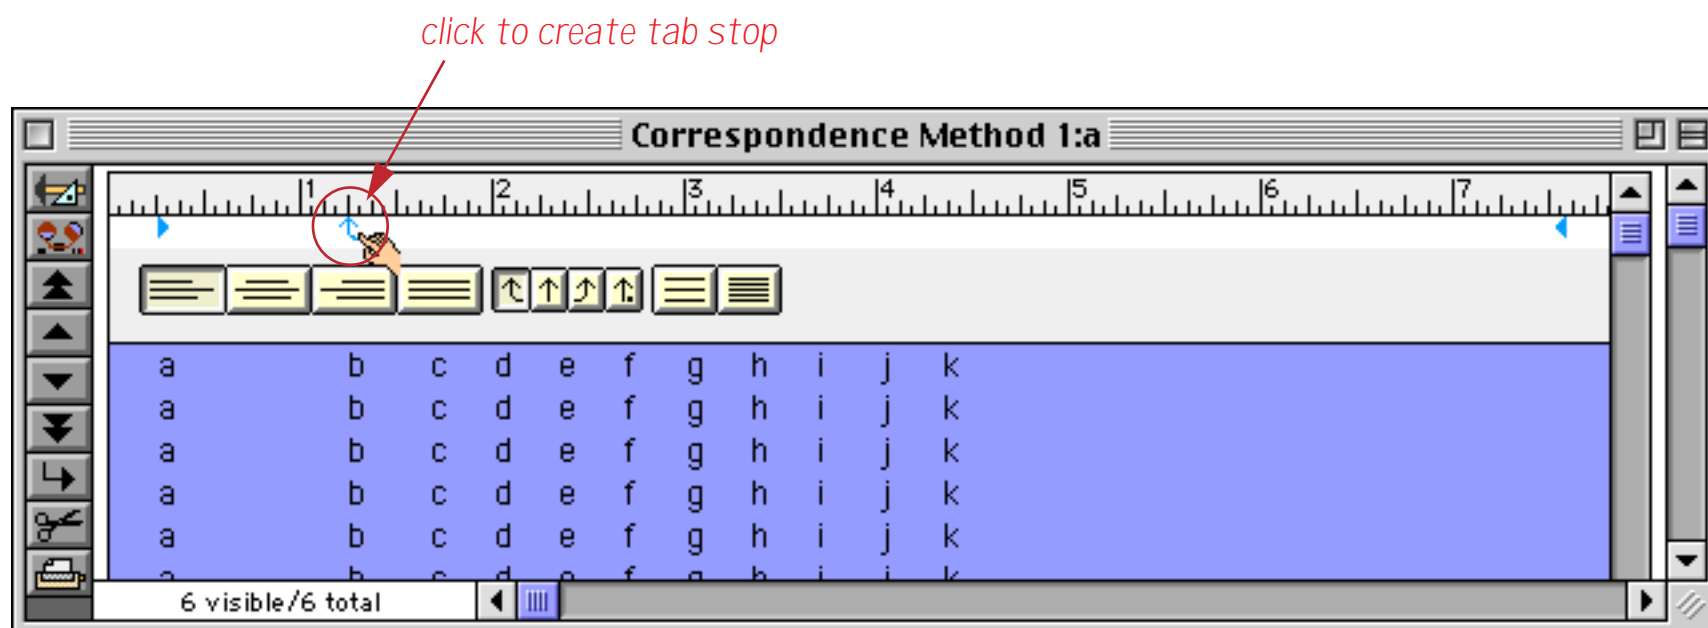 click to create tab stop
Correspondence Method 1:a
1 2 3 4 5 6 7
a b c d e f g h i j k
a b c d e f g h i j k
a b c d e f g h i j k
a b c d e f g h i j k
a b c d e f g h i j k
a b c d e f g h i j k
6 visible/6 total